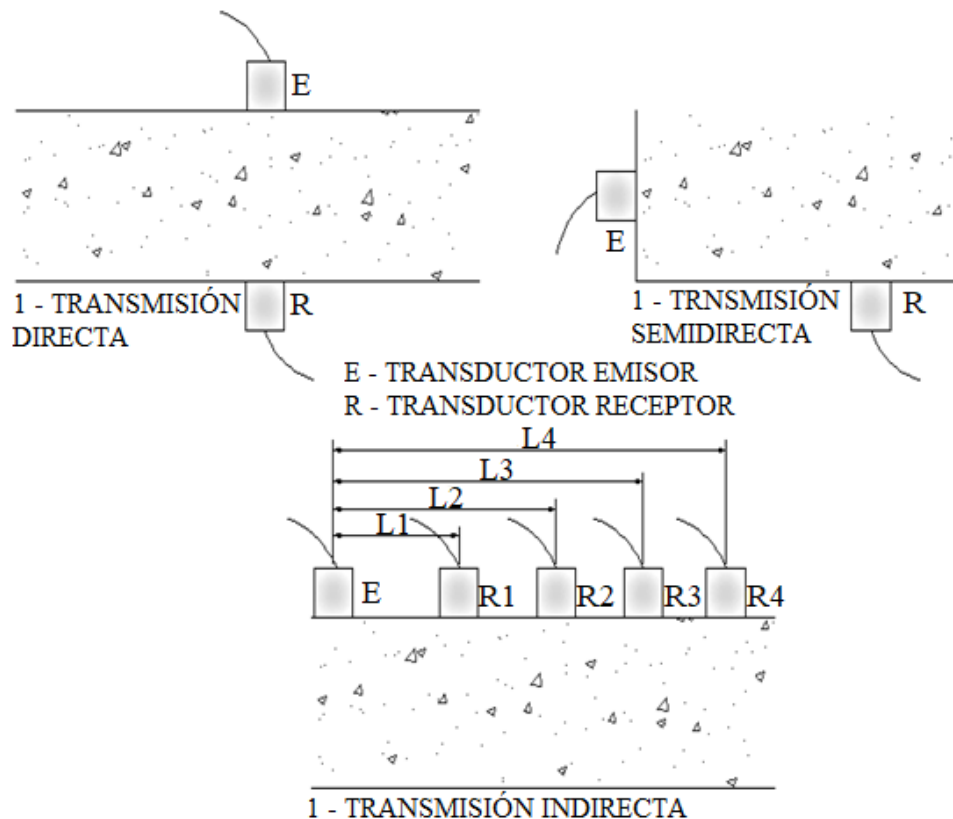 E
R
1 - TRANSMISIÓN
DIRECTA
E
R
1 - TRNSMISIÓN
SEMIDIRECTA
E - TRANSDUCTOR EMISOR
R - TRANSDUCTOR RECEPTOR
L4
L3
L2
L1
E
R1
R2
R3
R4
1 - TRANSMISIÓN INDIRECTA